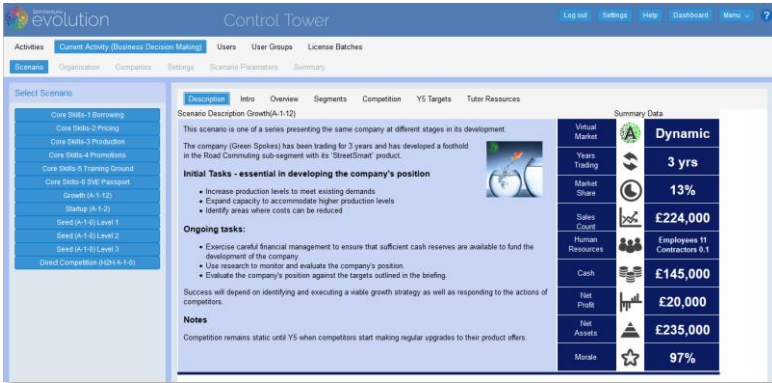 SimVenture
evolution
Control Tower
Log out Settings Help Dashboard Menu ?
Activities Current Activity (Business Decision Making) Users User Groups License Batches
Scenario Organisation Companies Settings Scenario Parameters Summary
Select Scenario
Core Skills-1 Borrowing
Core Skills-2 Pricing
Core Skills-3 Production
Core Skills-4 Promotions
Core Skills-5 Training Ground
Core Skills-6 SVE Passport
Growth (A-1-12)
Startup (A-1-2)
Seed (A-1-0) Level 1
Seed (A-1-0) Level 2
Seed (A-1-0) Level 3
Direct Competition (H2H A-1-0)
Description Intro Overview Segments Competition Y5 Targets Tutor Resources
Scenario Description Growth(A-1-12)
This scenario is one of a series presenting the same company at different stages in its development.
The company (Green Spokes) has been trading for 3 years and has developed a foothold
in the Road Commuting sub-segment with its 'StreetSmart' product.
Initial Tasks - essential in developing the company's position
• Increase production levels to meet existing demands
• Expand capacity to accommodate higher production levels
• Identify areas where costs can be reduced
Ongoing tasks:
• Exercise careful financial management to ensure that sufficient cash reserves are available to fund the
development of the company.
• Use research to monitor and evaluate the company's position.
• Evaluate the company's position against the targets outlined in the briefing.
Success will depend on identifying and executing a viable growth strategy as well as responding to the actions of
competitors.
Notes
Competition remains static until Y5 when competitors start making regular upgrades to their product offers.
Summary Data
Virtual
Market
A
Dynamic
Years
Trading
3 yrs
Market
Share
13%
Sales
Count
£224,000
Human
Resources
Employees 11
Contractors 0.1
Cash
£145,000
Net
Profit
£20,000
Net
Assets
£235,000
Morale
97%